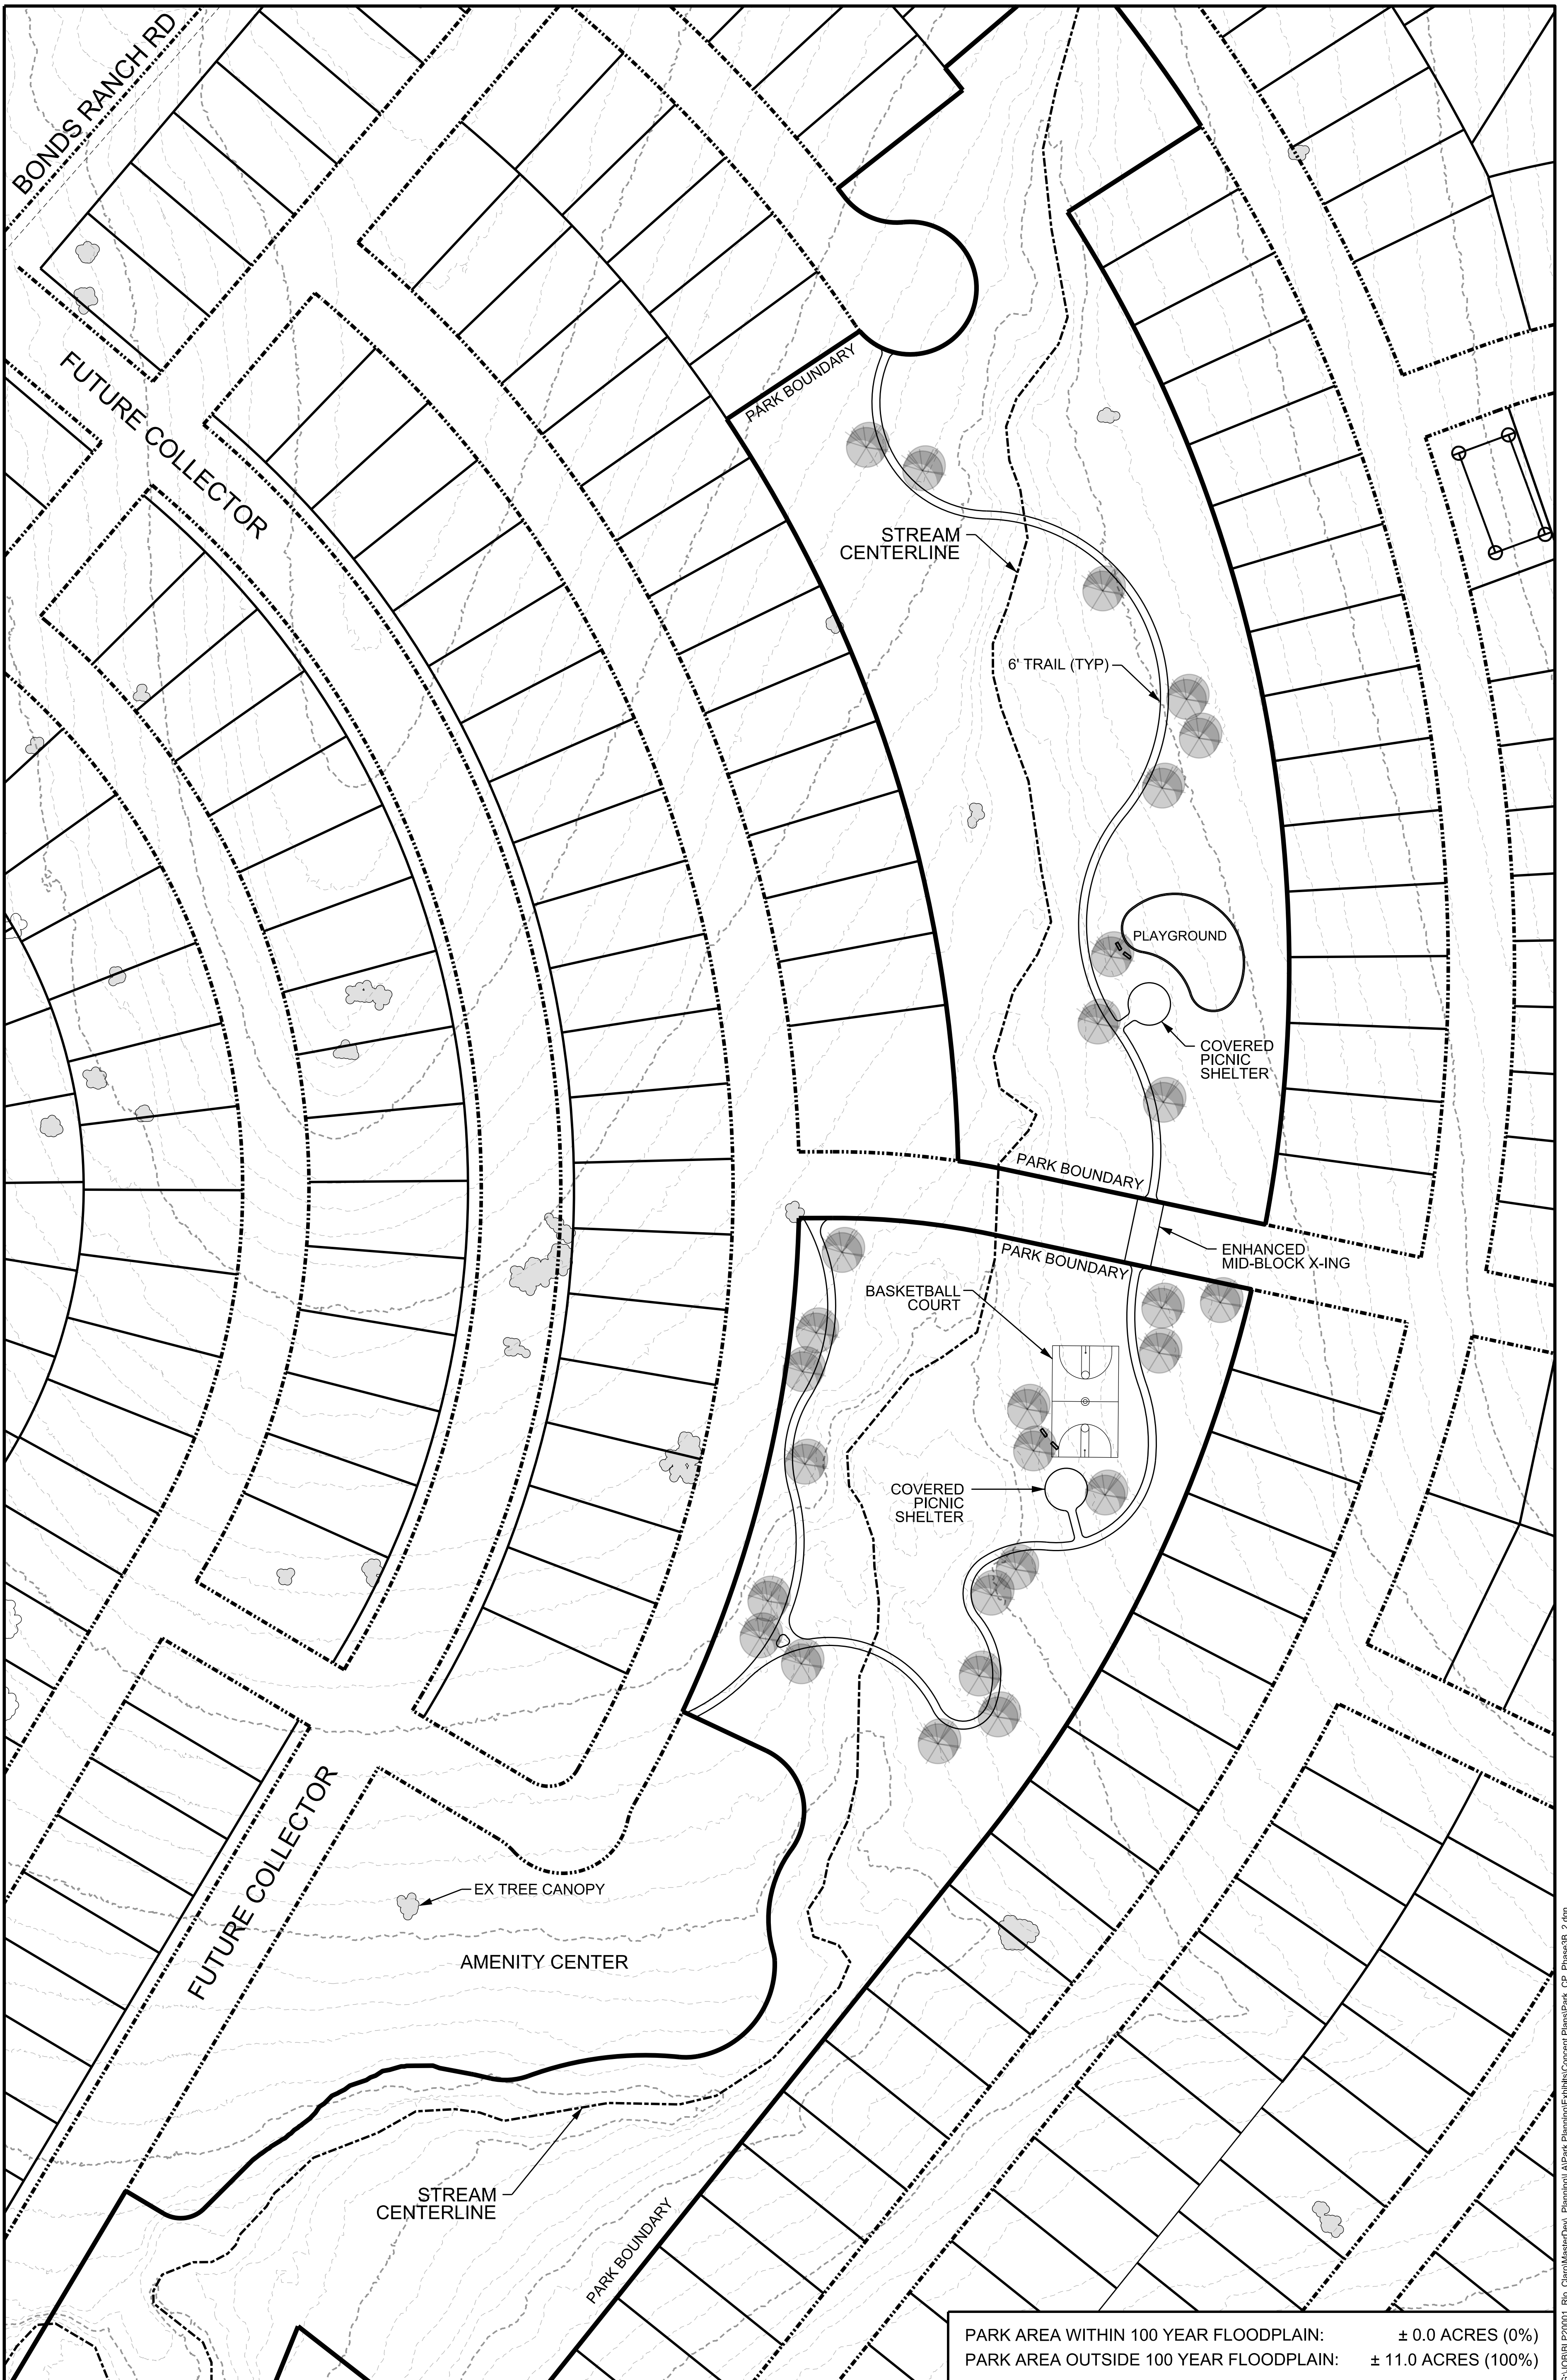 BONDS RANCH RD
FUTURE COLLECTOR
PARK BOUNDARY
STREAM
CENTERLINE
6' TRAIL (TYP)
PLAYGROUND
COVERED
PICNIC
SHELTER
PARK BOUNDARY
ENHANCED
MID-BLOCK X-ING
PARK BOUNDARY
BASKETBALL
COURT
COVERED
PICNIC
SHELTER
FUTURE COLLECTOR
EX TREE CANOPY
AMENITY CENTER
STREAM
CENTERLINE
PARK BOUNDARY
PARK AREA WITHIN 100 YEAR FLOODPLAIN: ± 0.0 ACRES (0%)
PARK AREA OUTSIDE 100 YEAR FLOODPLAIN: ± 11.0 ACRES (100%)